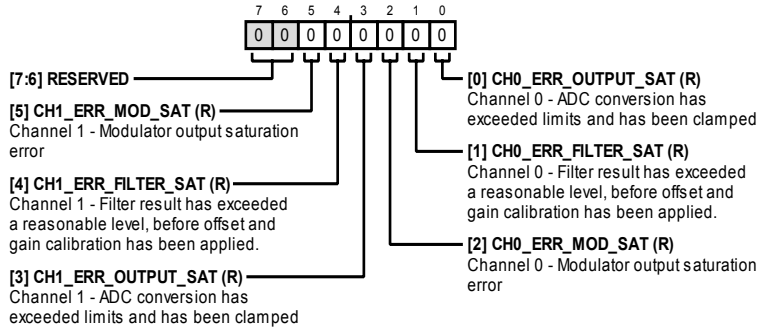 7 6 5 4 3 2 1 0
0 0 0 0 0 0 0 0
[7:6] RESERVED
[5] CH1_ERR_MOD_SAT (R)
Channel 1 - Modulator output saturation
error
[4] CH1_ERR_FILTER_SAT (R)
Channel 1 - Filter result has exceeded
a reasonable level, before offset and
gain calibration has been applied.
[3] CH1_ERR_OUTPUT_SAT (R)
Channel 1 - ADC conversion has
exceeded limits and has been clamped
[0] CH0_ERR_OUTPUT_SAT (R)
Channel 0 - ADC conversion has
exceeded limits and has been clamped
[1] CH0_ERR_FILTER_SAT (R)
Channel 0 - Filter result has exceeded
a reasonable level, before offset and
gain calibration has been applied.
[2] CH0_ERR_MOD_SAT (R)
Channel 0 - Modulator output saturation
error